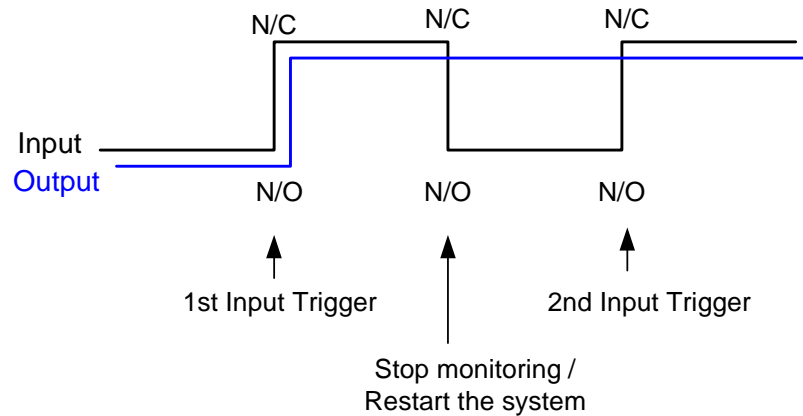 N/C N/C N/C
Input
Output
N/O N/O N/O
1st Input Trigger 2nd Input Trigger
Stop monitoring /
Restart the system